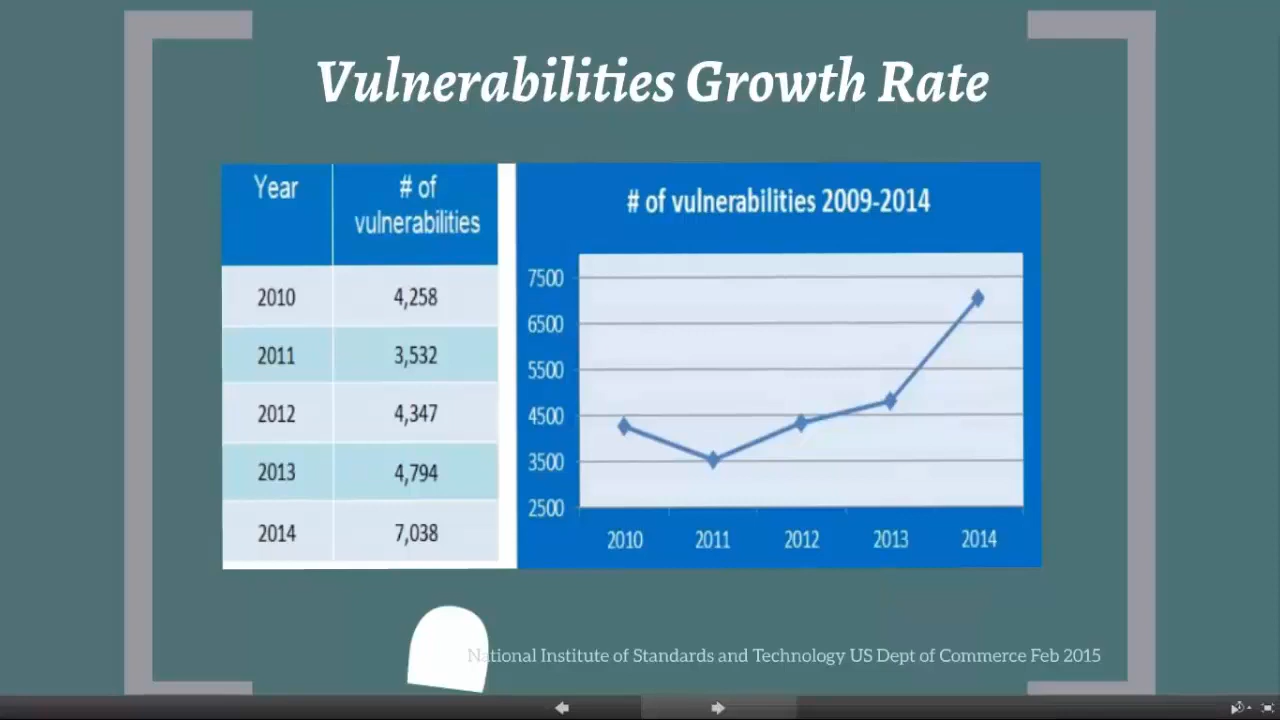 Vulnerabilities Growth Rate
Year # of vulnerabilities
2010 4,258
2011 3,532
2012 4,347
2013 4,794
2014 7,038
# of vulnerabilities 2009-2014
7500
6500
5500
4500
3500
2500
2010 2011 2012 2013 2014
National Institute of Standards and Technology US Dept of Commerce Feb 2015